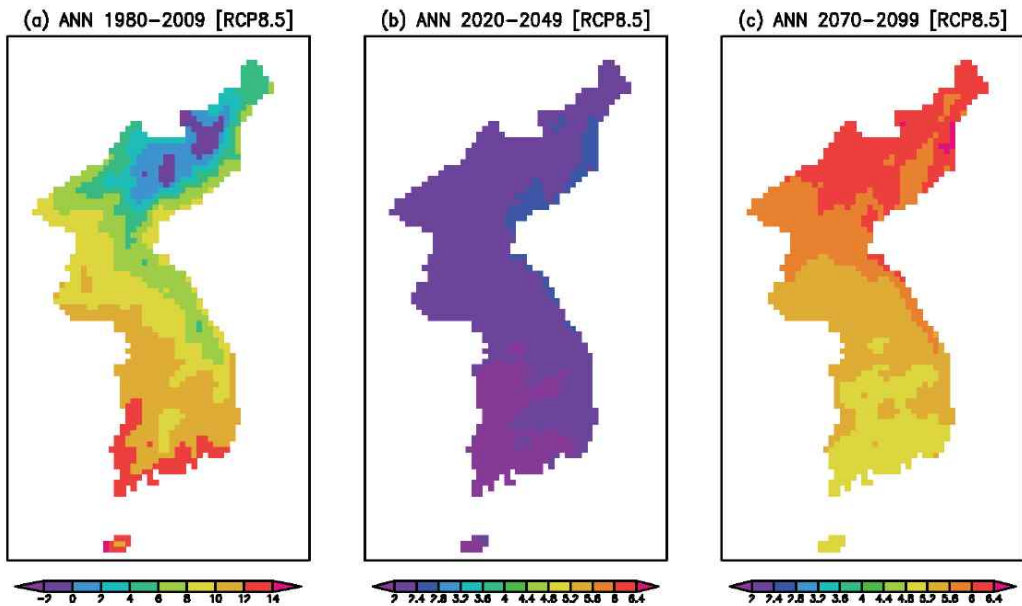 (a) ANN 1980−2009 [RCP8.5]
(b) ANN 2020−2049 [RCP8.5]
(c) ANN 2070−2099 [RCP8.5]
−2 0 2 4 6 8 10 12 14
2 2.4 2.8 3.2 3.6 4 4.4 4.8 5.2 5.6 6 6.4
2 2.4 2.8 3.2 3.6 4 4.4 4.8 5.2 5.6 6 6.4